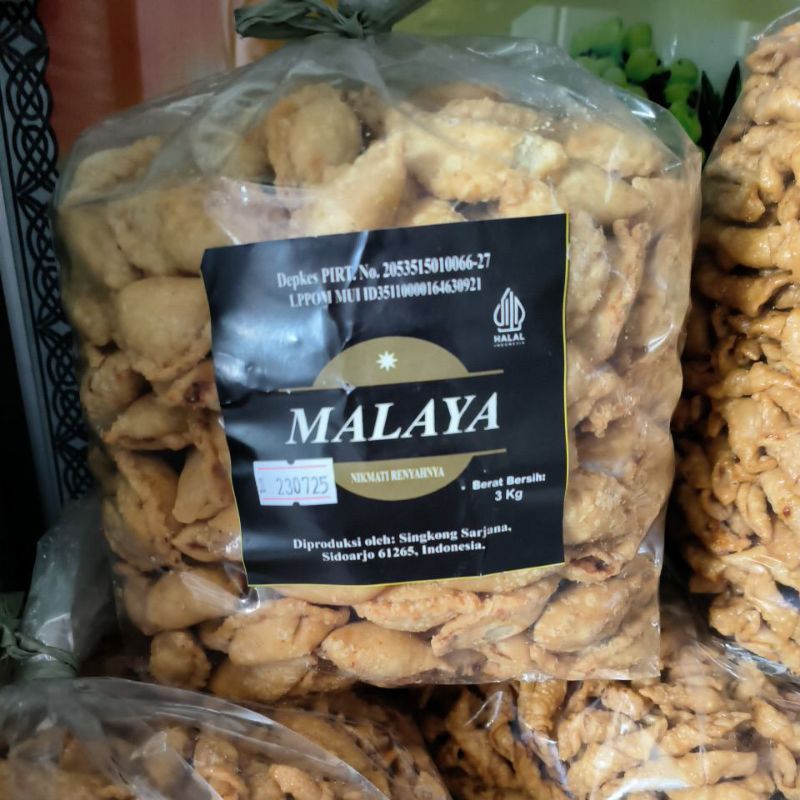 Depkes PIRT. No. 2053515010066-27
LPPOM MUI ID35110000164630921
HALAL
INDONESIA
MALAYA
NIKMATI RENYAHNYA
230725
Berat Bersih:
3 Kg
Diproduksi oleh: Singkong Sarjana,
Sidoarjo 61265, Indonesia.